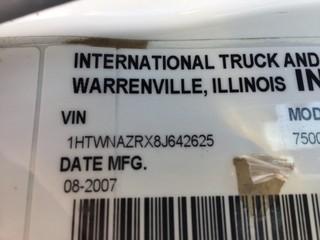 INTERNATIONAL TRUCK AND
WARRENVILLE, ILLINOIS IN
VIN MOD
1HTWNAZRX8J642625 7500
DATE MFG.
08-2007